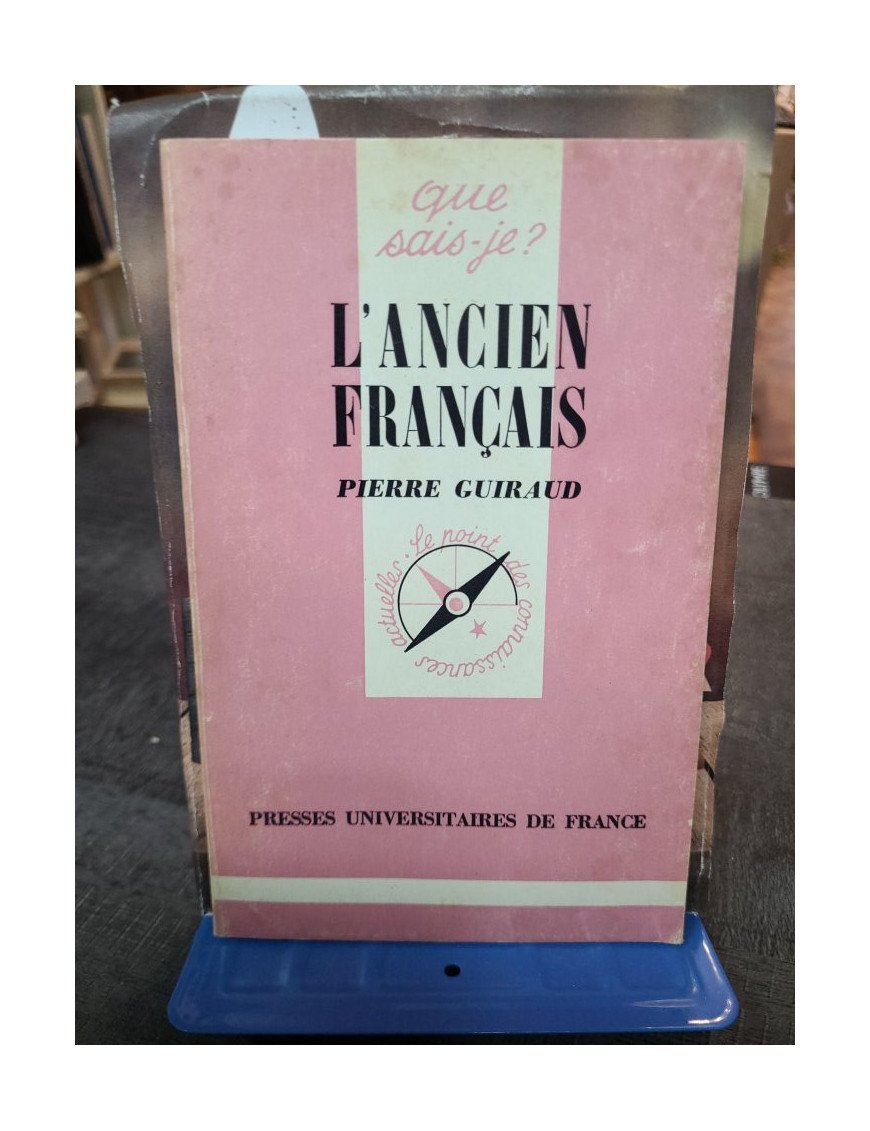 que
sais-je?
L'ANCIEN
FRANÇAIS
PIERRE GUIRAUD
Le point des connaissances actuelles.
PRESSES UNIVERSITAIRES DE FRANCE